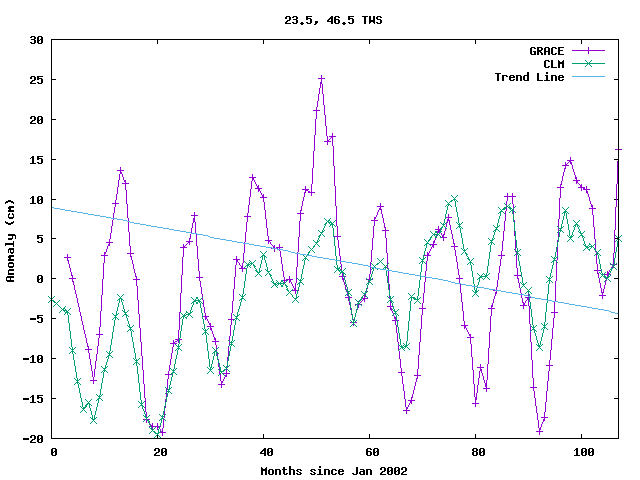 23.5, 46.5 TWS
GRACE
CLM
Trend Line
30
25
20
15
10
5
0
-5
-10
-15
-20
Anomaly (cm)
0 20 40 60 80 100
Months since Jan 2002